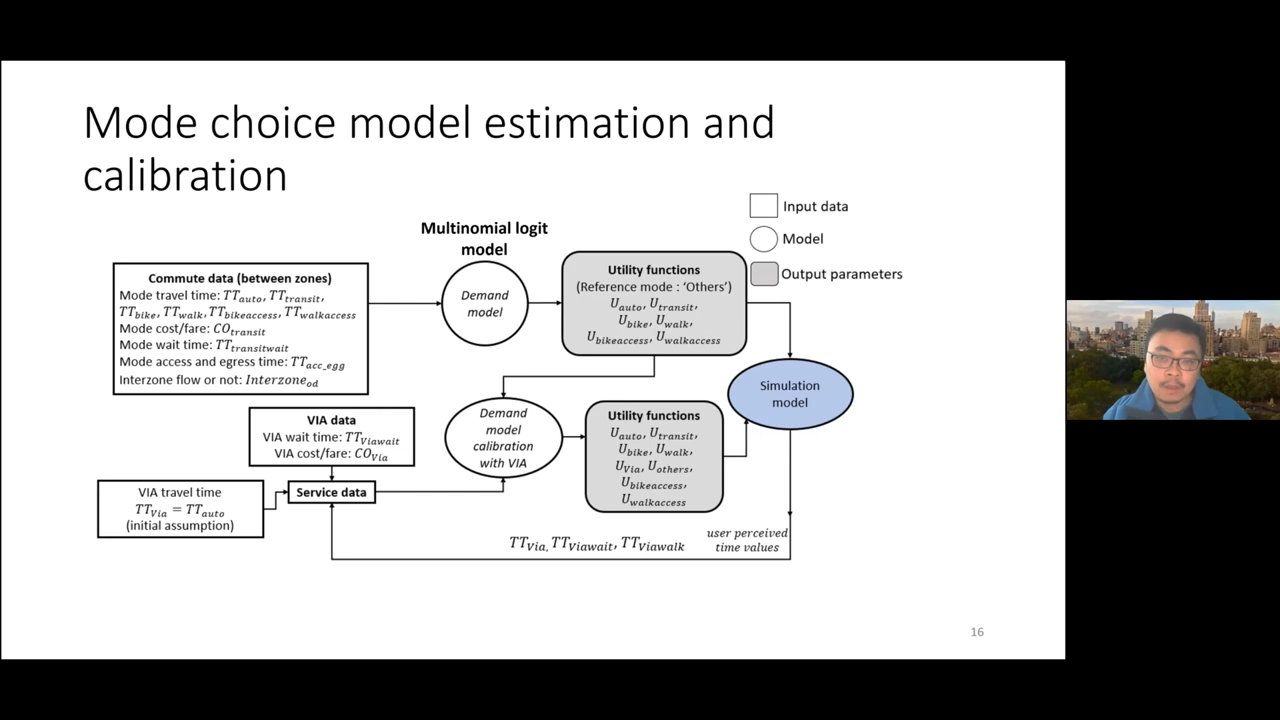 Mode choice model estimation and
calibration
Input data
Model
Output parameters
Multinomial logit
model
Commute data (between zones)
Mode travel time: TT_auto, TT_transit,
TT_bike, TT_walk, TT_bikeaccess, TT_walkaccess
Mode cost/fare: CO_transit
Mode wait time: TT_transitwait
Mode access and egress time: TT_acc_egg
Interzone flow or not: Interzone_od
Demand
model
Utility functions
(Reference mode : 'Others')
U_auto, U_transit,
U_bike, U_walk,
U_bikeaccess, U_walkaccess
Simulation
model
VIA data
VIA wait time: TT_Viawait
VIA cost/fare: CO_Via
Demand
model
calibration
with VIA
Utility functions
U_auto, U_transit,
U_bike, U_walk,
U_Via, U_others,
U_bikeaccess,
U_walkaccess
VIA travel time
TT_Via = TT_auto
(initial assumption)
Service data
TT_Via, TT_Viawait, TT_Viawalk
user perceived
time values
16